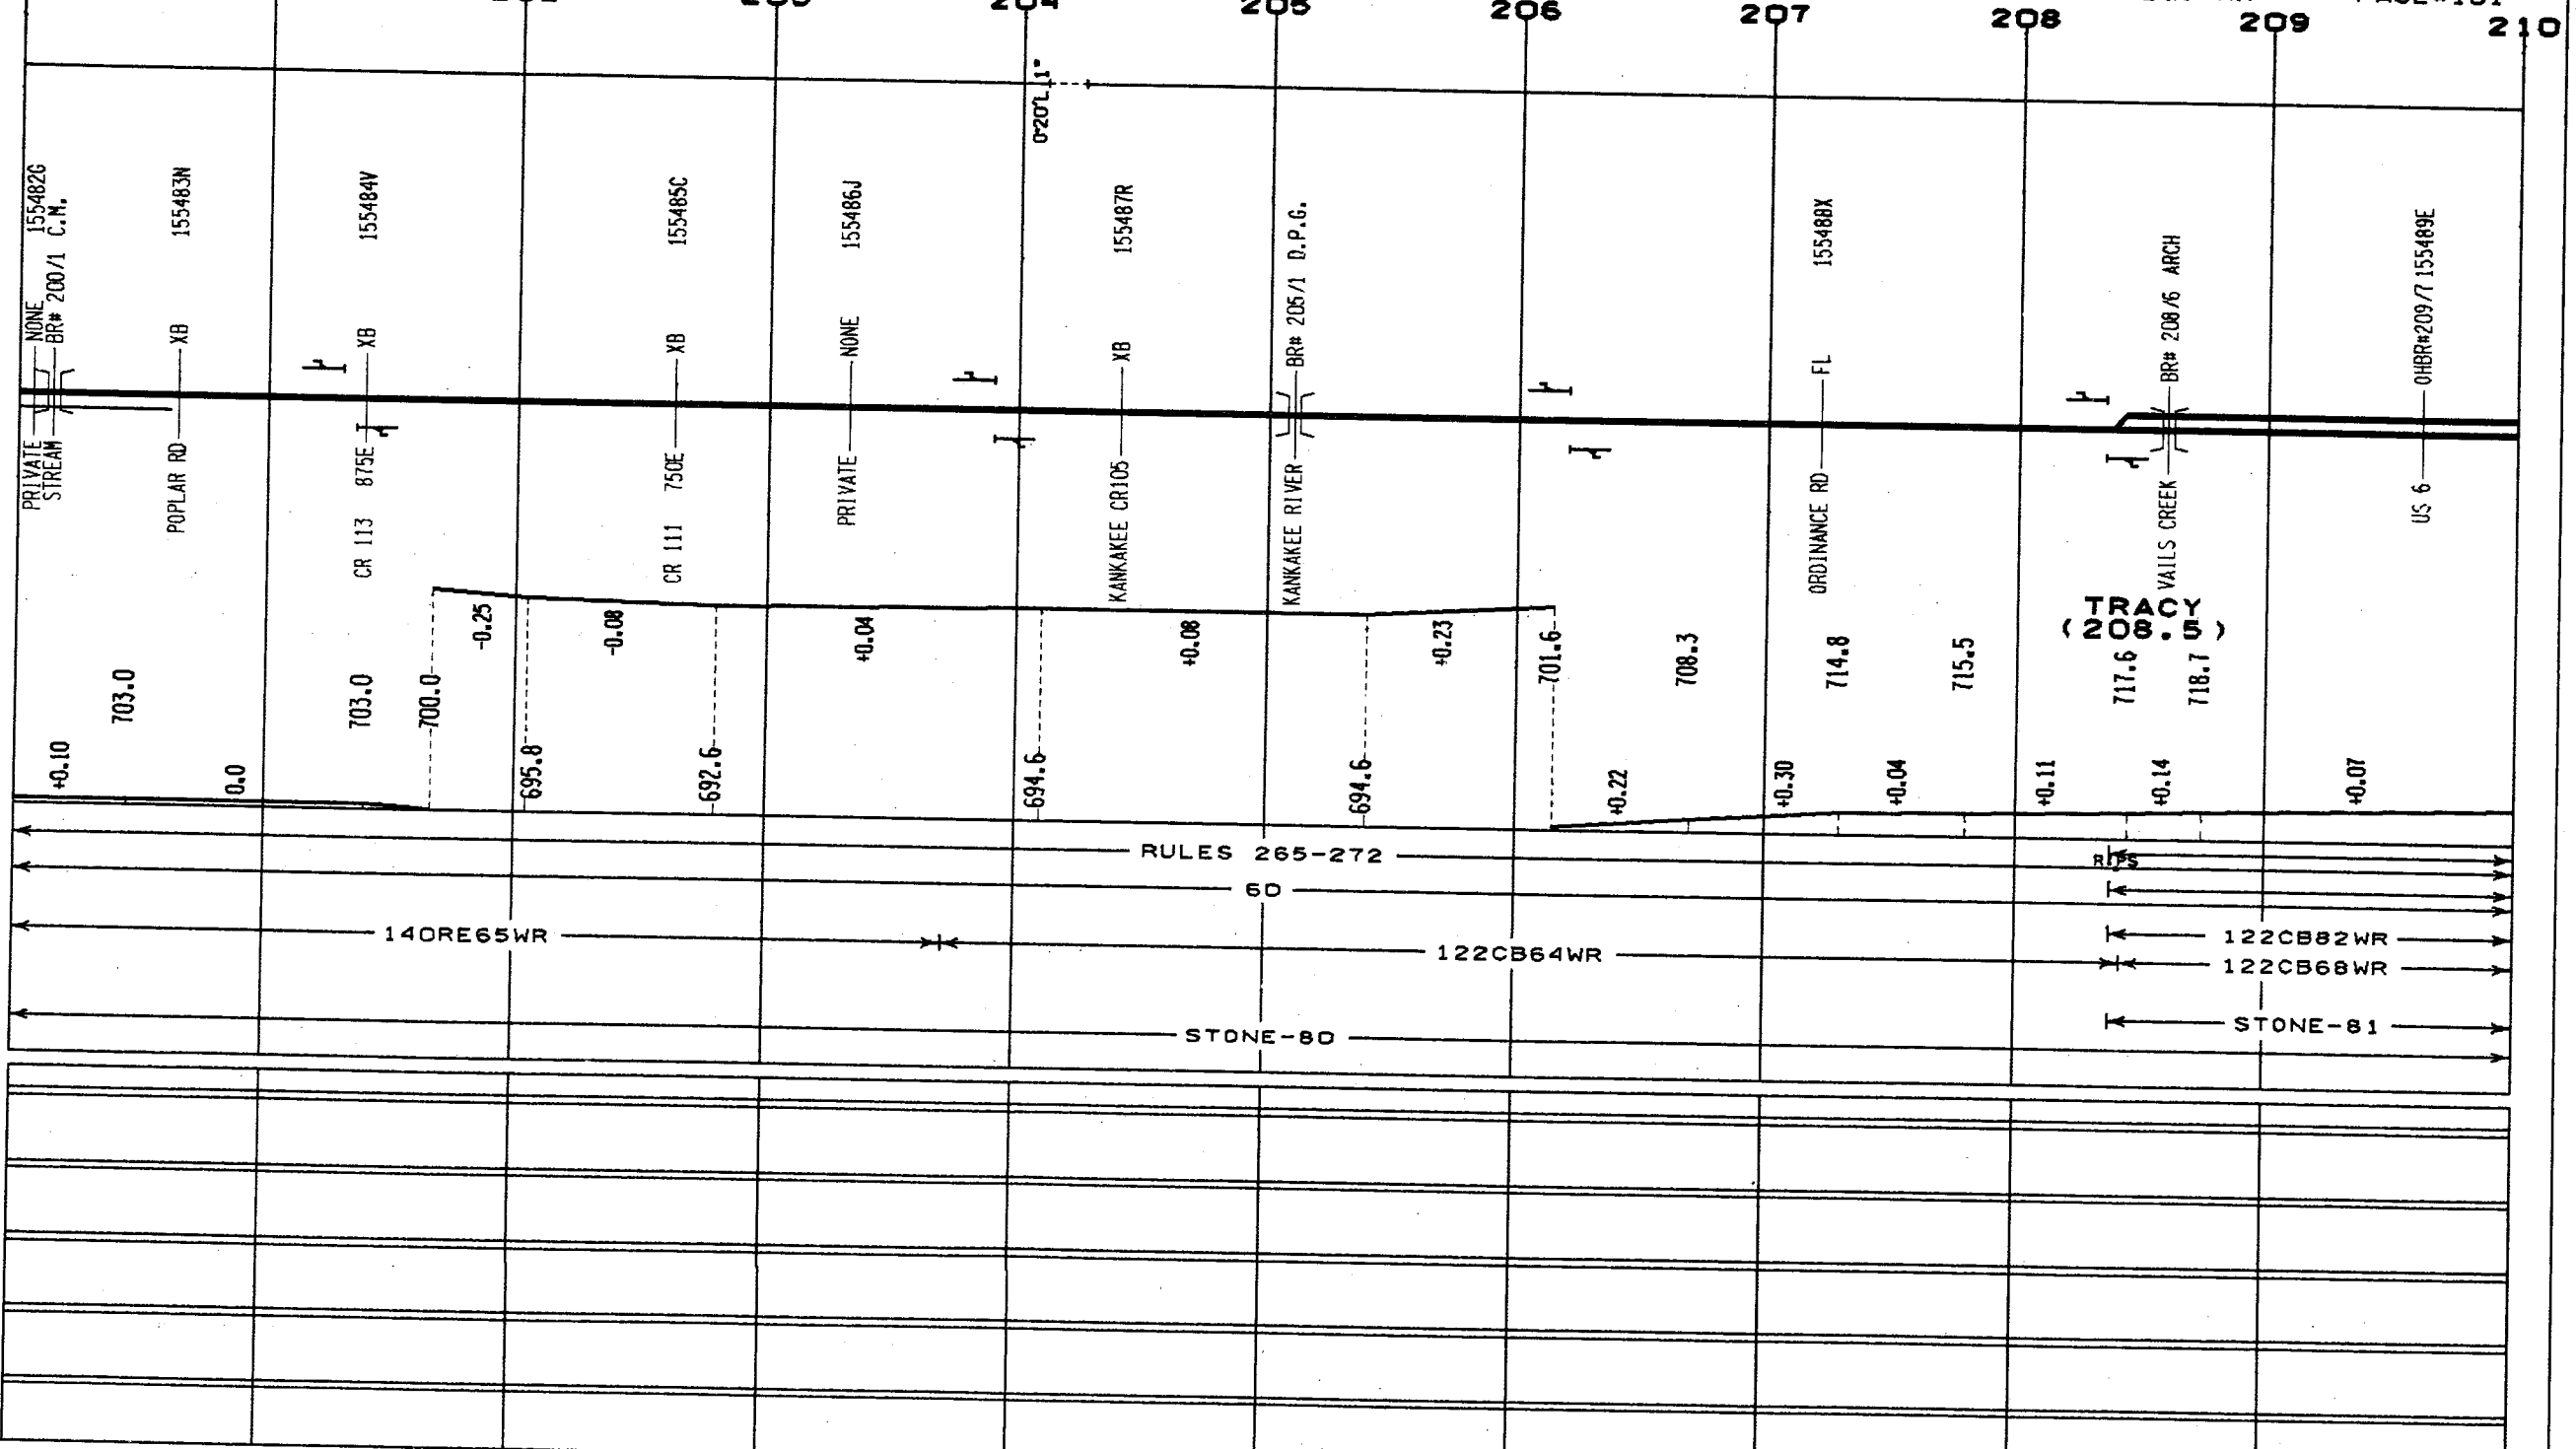 204
205
206
207
208
209
210
0°20'L 1"
155482G
BR# 200/1 C.M.
NONE
155483N
XB
155484V
XB
155485C
XB
155486J
NONE
155487R
XB
BR# 205/1 D.P.G.
155488X
FL
BR# 208/6 ARCH
OHBR#209/7 155489E
PRIVATE
STREAM
POPLAR RD
CR 113 875E
CR 111 750E
PRIVATE
KANKAKEE CR105
KANKAKEE RIVER
ORDINANCE RD
VAILS CREEK
US 6
TRACY
(208.5)
703.0
703.0
700.0
695.8
692.6
694.6
694.6
701.6
708.3
714.8
715.5
717.6
718.7
+0.10
0.0
-0.25
-0.08
+0.04
+0.08
+0.23
+0.22
+0.30
+0.04
+0.11
+0.14
+0.07
RULES 265-272
60
140RE65WR
122CB64WR
122CB82WR
122CB68WR
STONE-80
STONE-81